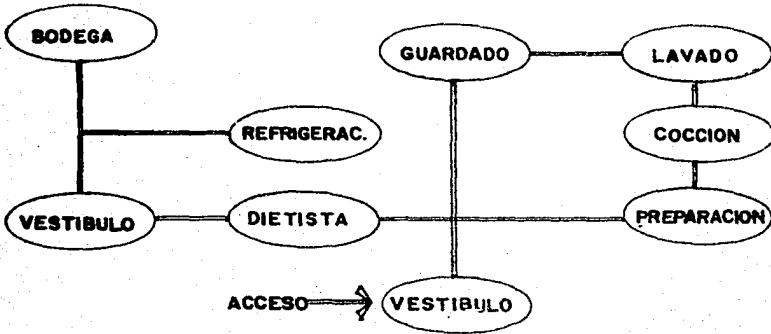 BODEGA
GUARDADO
LAVADO
REFRIGERAC.
COCCION
VESTIBULO
DIETISTA
PREPARACION
ACCESO
VESTIBULO